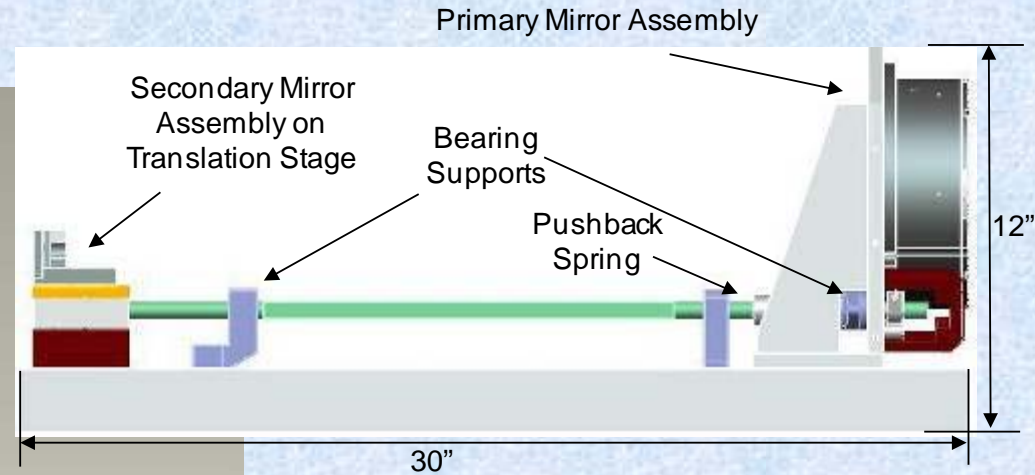 Primary Mirror Assembly
Secondary Mirror
Assembly on
Translation Stage
Bearing
Supports
Pushback
Spring
12”
30”